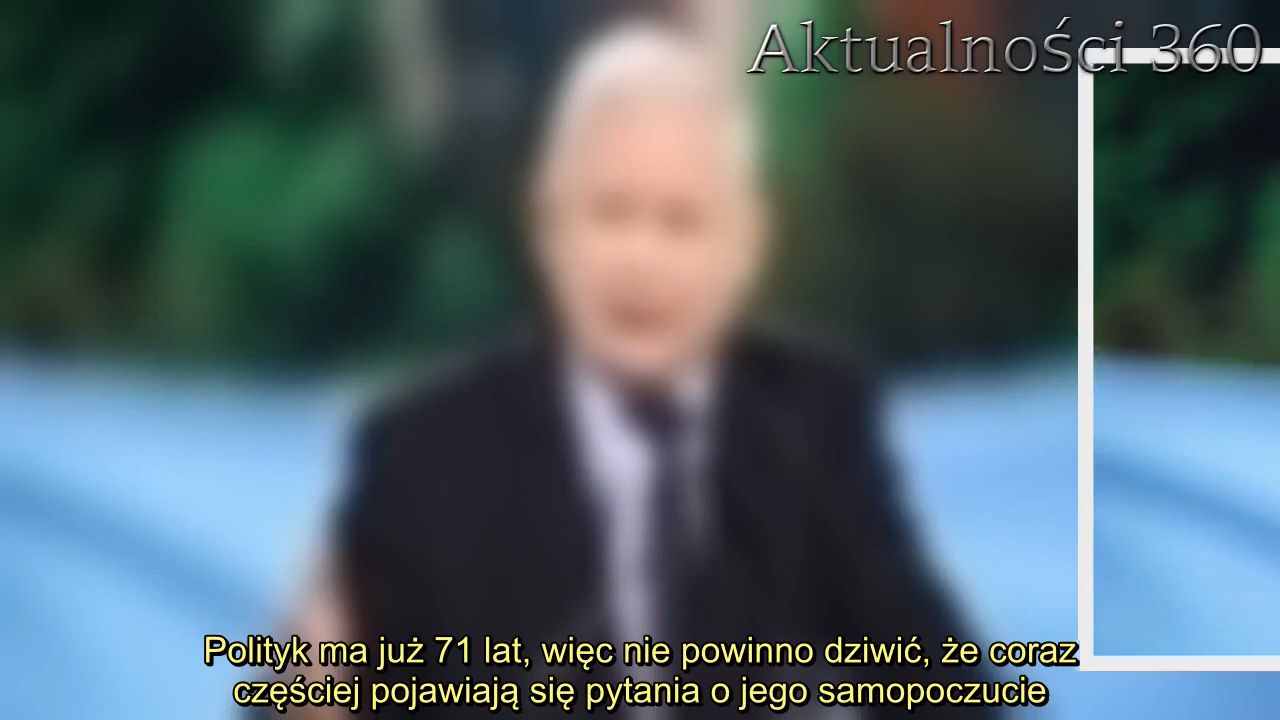 Aktualności 360
Polityk ma już 71 lat, więc nie powinno dziwić, że coraz
częściej pojawiają się pytania o jego samopoczucie